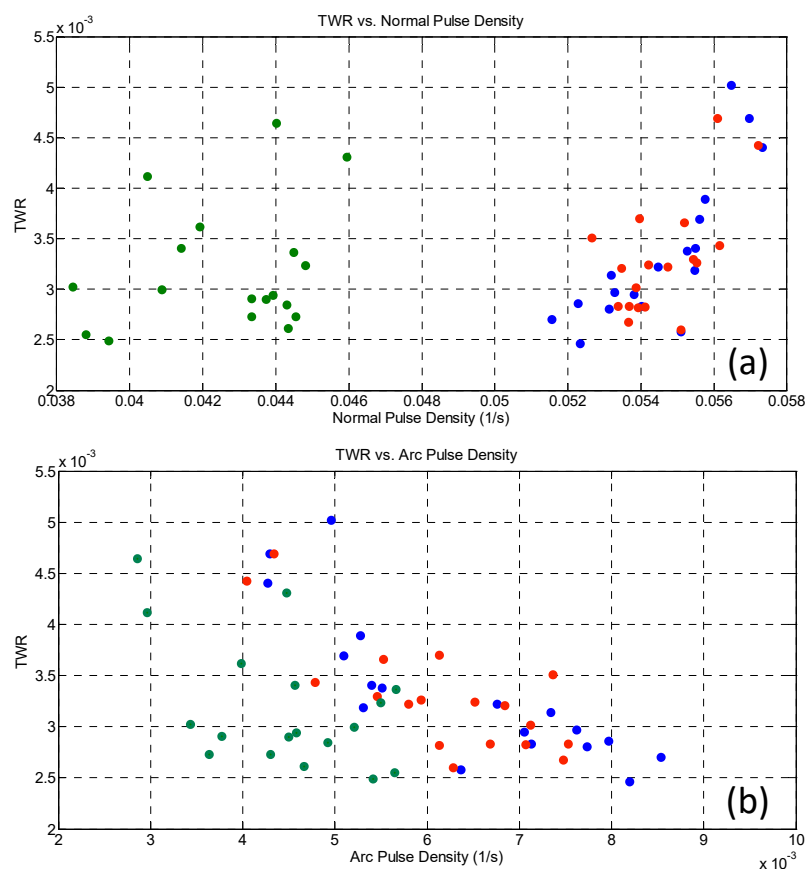 TWR vs. Normal Pulse Density
x 10⁻³
5.5
5
4.5
4
3.5
3
2.5
2
TWR
(a)
0.038 0.04 0.042 0.044 0.046 0.048 0.05 0.052 0.054 0.056 0.058
Normal Pulse Density (1/s)
TWR vs. Arc Pulse Density
x 10⁻³
5.5
5
4.5
4
3.5
3
2.5
2
TWR
(b)
2 3 4 5 6 7 8 9 10
Arc Pulse Density (1/s)
x 10⁻³